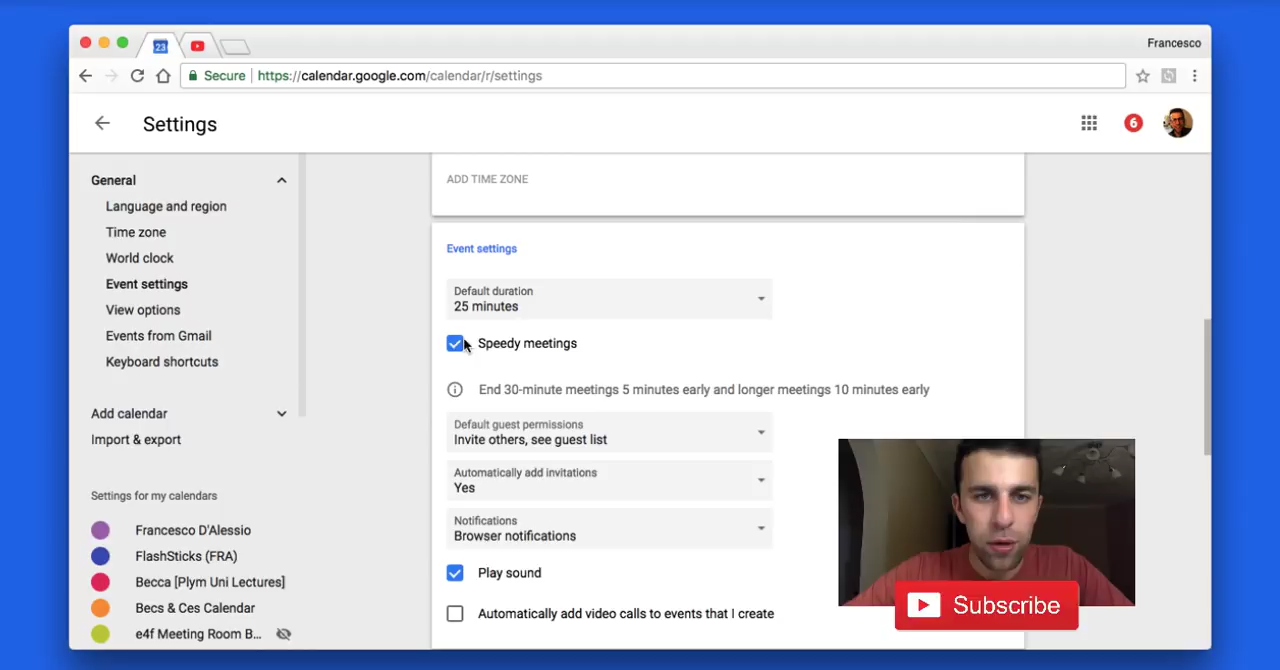 23
Francesco
Secure
https://calendar.google.com/calendar/r/settings
Settings
6
General
Language and region
Time zone
World clock
Event settings
View options
Events from Gmail
Keyboard shortcuts
Add calendar
Import & export
Settings for my calendars
Francesco D'Alessio
FlashSticks (FRA)
Becca [Plym Uni Lectures]
Becs & Ces Calendar
e4f Meeting Room B...
ADD TIME ZONE
Event settings
Default duration
25 minutes
Speedy meetings
End 30-minute meetings 5 minutes early and longer meetings 10 minutes early
Default guest permissions
Invite others, see guest list
Automatically add invitations
Yes
Notifications
Browser notifications
Play sound
Automatically add video calls to events that I create
Subscribe